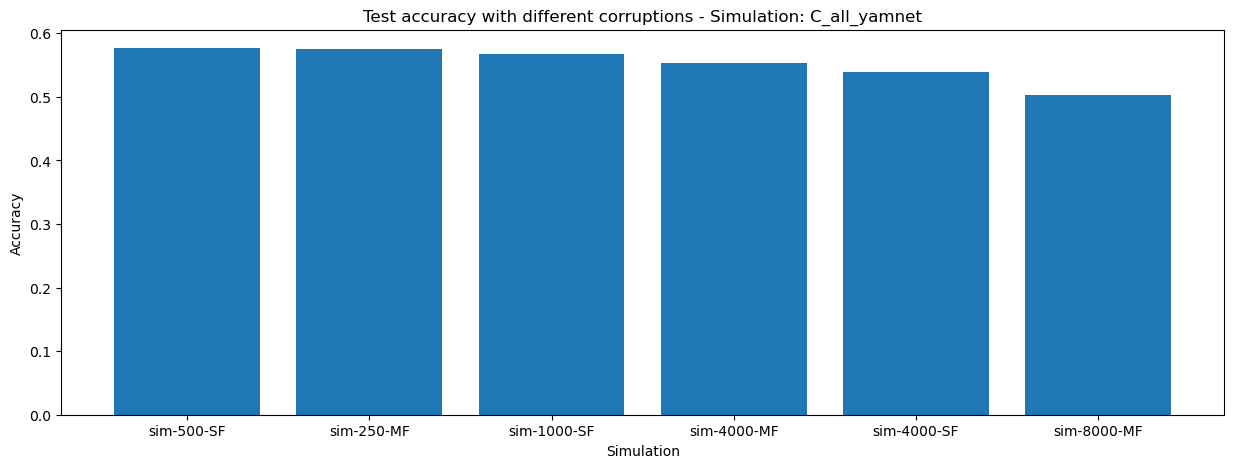 Test accuracy with different corruptions - Simulation: C_all_yamnet
0.6
0.5
0.4
0.3
0.2
0.1
0.0
Accuracy
sim-500-SF
sim-250-MF
sim-1000-SF
sim-4000-MF
sim-4000-SF
sim-8000-MF
Simulation